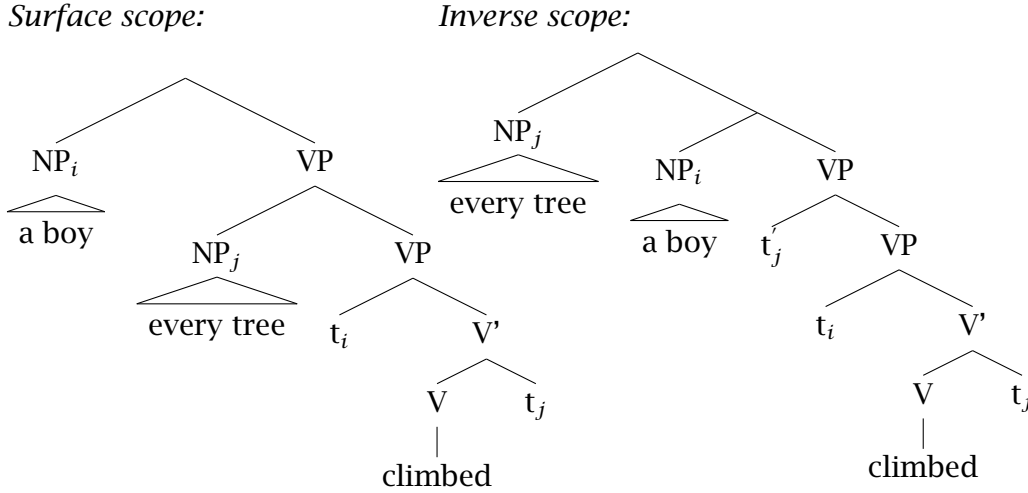 Surface scope:
Inverse scope:
NP_i VP
a boy
NP_j VP
every tree
t_i V'
V t_j
climbed
NP_j
every tree
NP_i VP
a boy
t'_j VP
t_i V'
V t_j
climbed